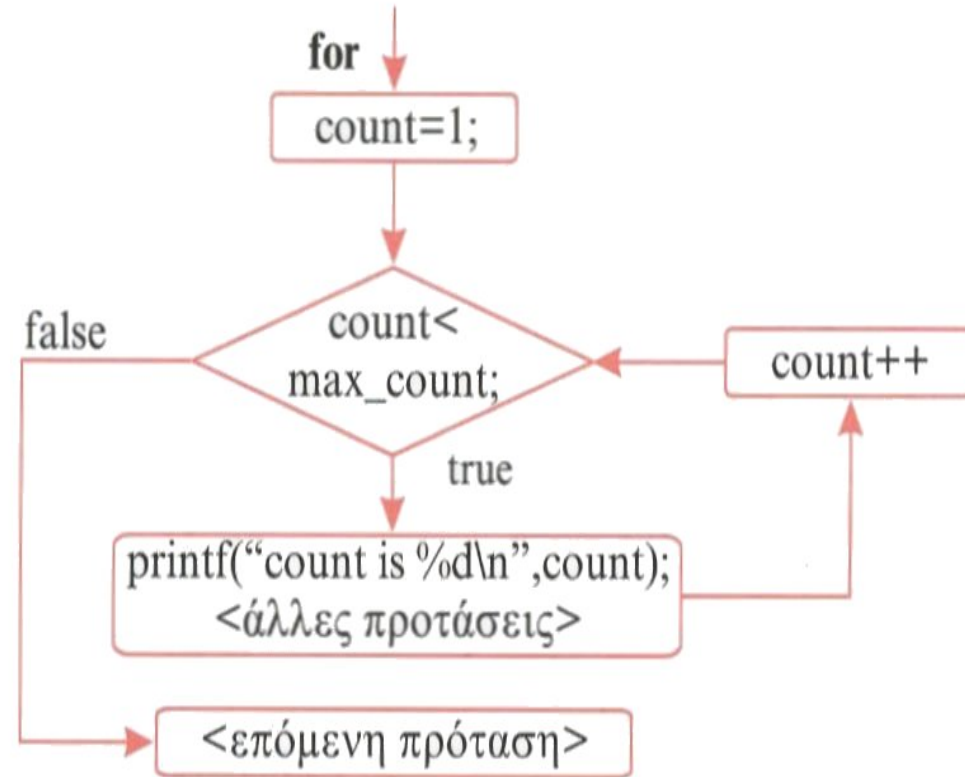 for
count=1;
false
count<
max_count;
count++
true
printf(“count is %d\n”,count);
<άλλες προτάσεις>
<επόμενη πρόταση>